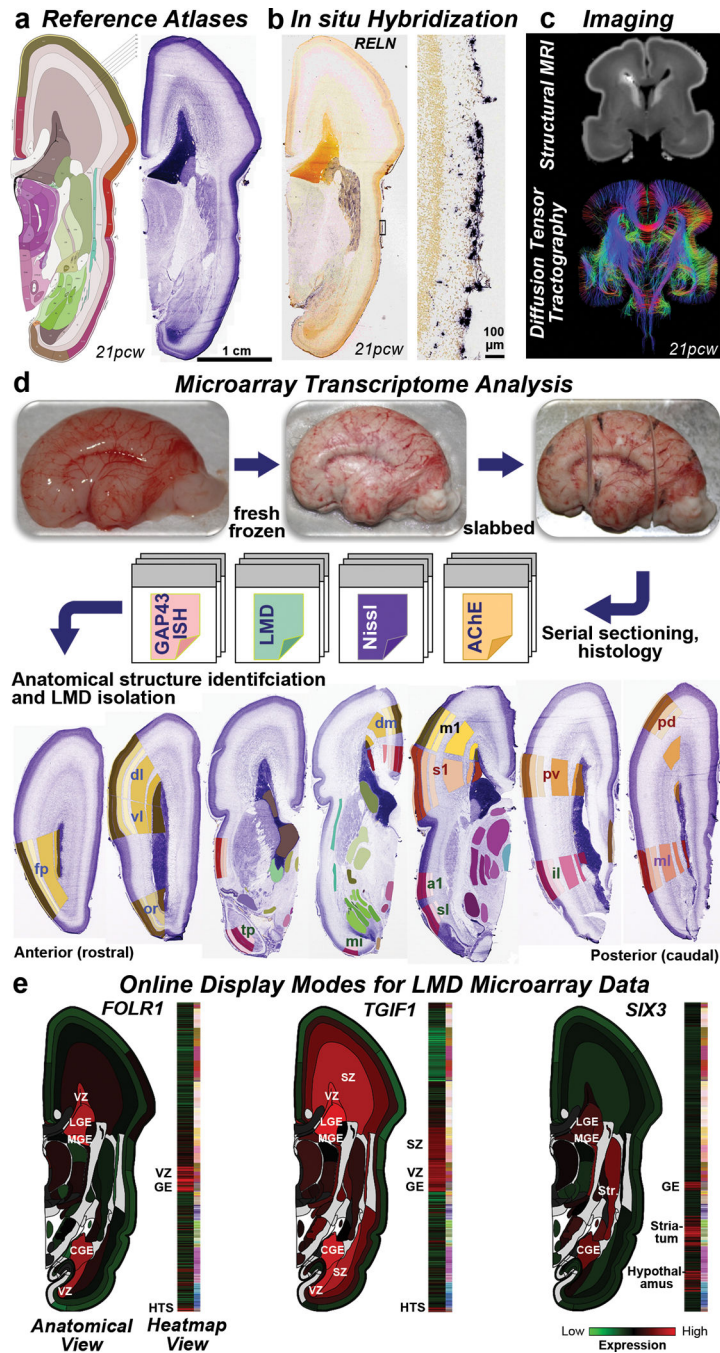 a Reference Atlases
21pcw
1 cm
b In situ Hybridization
RELN
21pcw
100
µm
c Imaging
Structural MRI
Diffusion Tensor
Tractography
21pcw
d Microarray Transcriptome Analysis
fresh
frozen
slabbed
GAP43
ISH
LMD
Nissl
AChE
Serial sectioning,
histology
Anatomical structure identifciation
and LMD isolation
fp
dl
vl
or
tp
dm
mi
m1
s1
a1
sl
pv
il
pd
ml
Anterior (rostral)
Posterior (caudal)
e Online Display Modes for LMD Microarray Data
FOLR1
VZ
LGE
MGE
CGE
VZ
VZ
GE
HTS
Anatomical
View
Heatmap
View
TGIF1
SZ
VZ
LGE
MGE
CGE
SZ
VZ
SZ
VZ
GE
HTS
SIX3
LGE
MGE
Str.
CGE
GE
Stria-
tum
Hypothal-
amus
Low
High
Expression